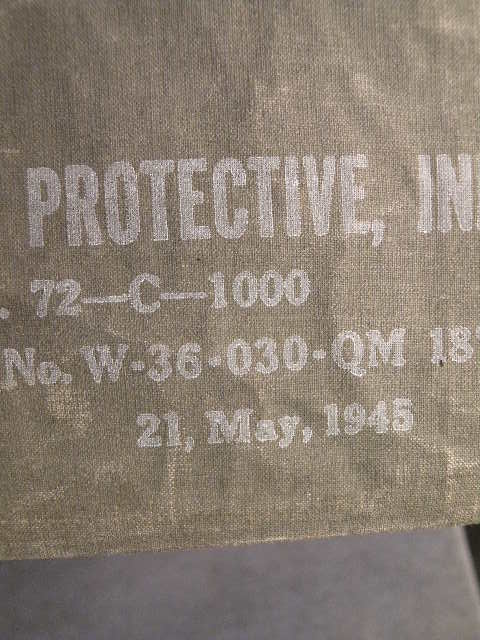 PROTECTIVE, IN
. 72—C—1000
No. W-36-030-QM 18
21, May, 1945